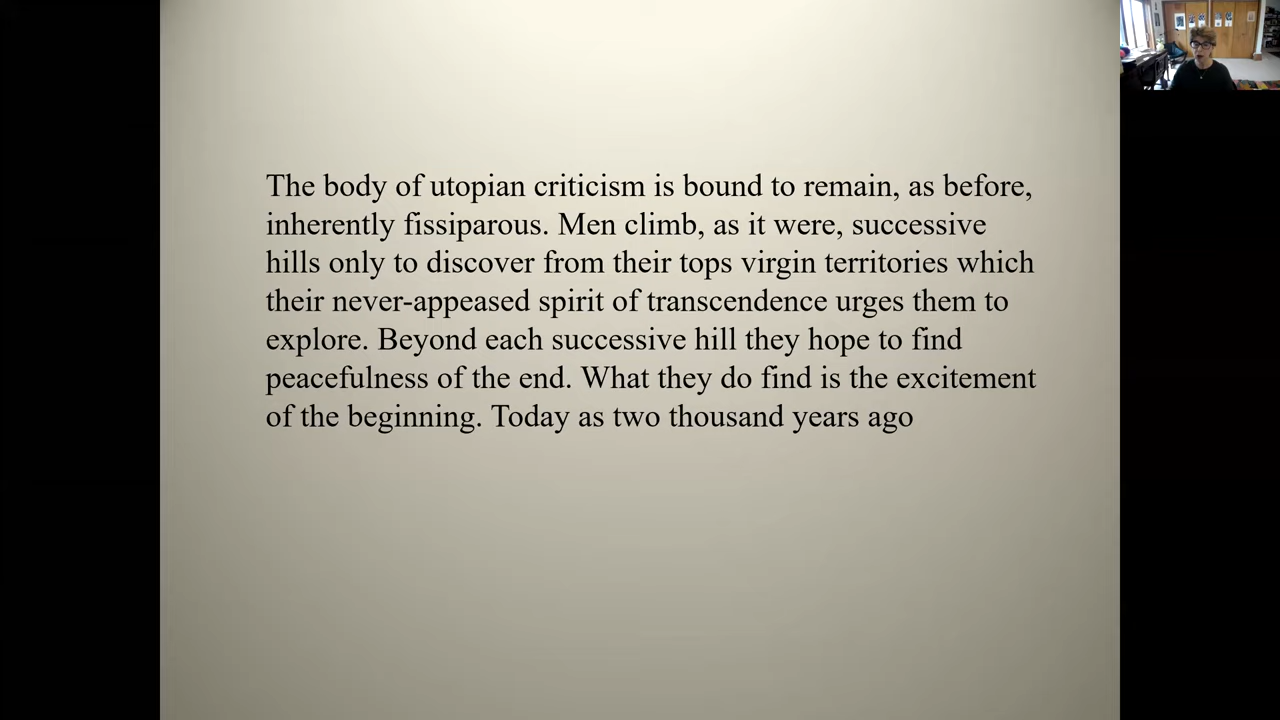 The body of utopian criticism is bound to remain, as before,
inherently fissiparous. Men climb, as it were, successive
hills only to discover from their tops virgin territories which
their never-appeased spirit of transcendence urges them to
explore. Beyond each successive hill they hope to find
peacefulness of the end. What they do find is the excitement
of the beginning. Today as two thousand years ago